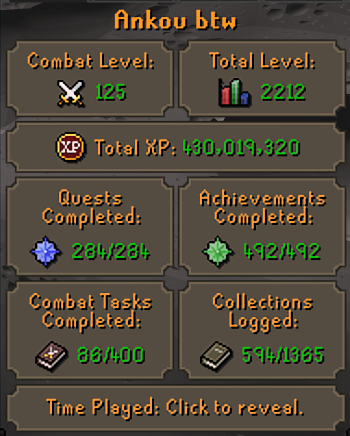 Ankou btw
Combat Level: Total Level:
125 2212
XP Total XP: 430,019,320
Quests Achievements
Completed: Completed:
284/284 492/492
Combat Tasks Collections
Completed: Logged:
86/400 594/1365
Time Played: Click to reveal.